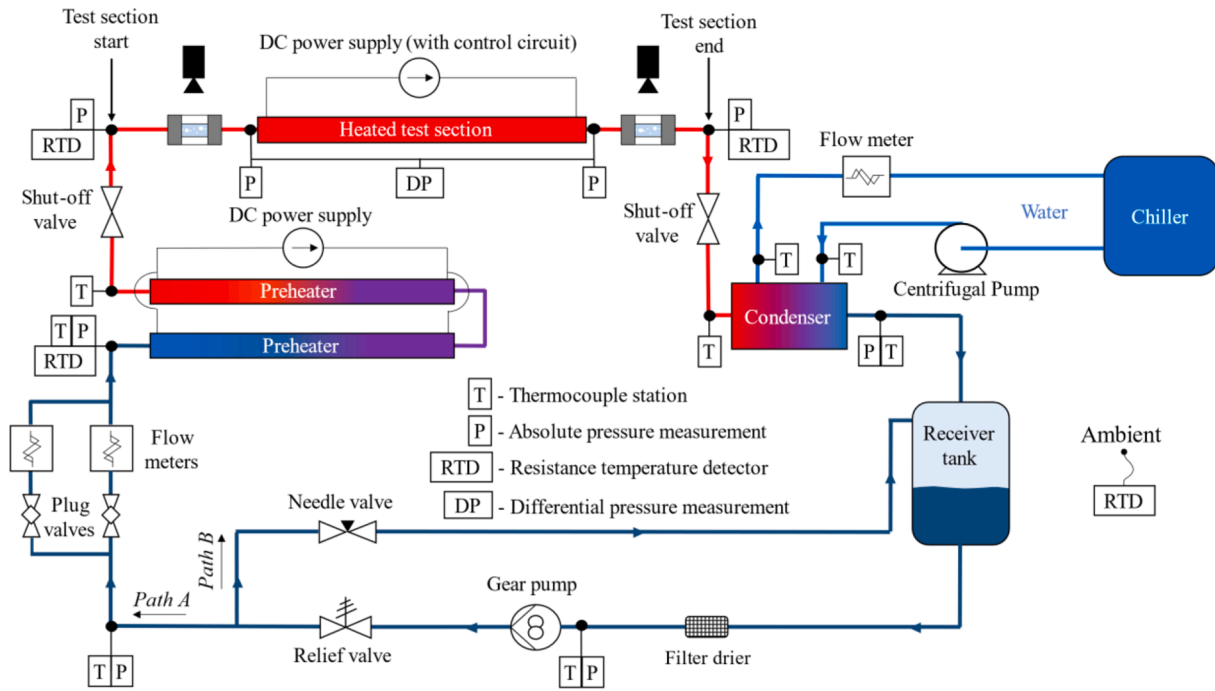 Test section
start
DC power supply (with control circuit)
Test section
end
P
RTD
Heated test section
P
DP
P
P
RTD
Flow meter
Shut-off
valve
DC power supply
Shut-off
valve
Water
Chiller
T
T
Centrifugal Pump
T
Preheater
Condenser
T P
RTD
Preheater
T
P T
T - Thermocouple station
P - Absolute pressure measurement
RTD - Resistance temperature detector
DP - Differential pressure measurement
Flow
meters
Receiver
tank
Ambient
RTD
Plug
valves
Needle valve
Path B
Path A
Gear pump
Relief valve
Filter drier
T P
T P